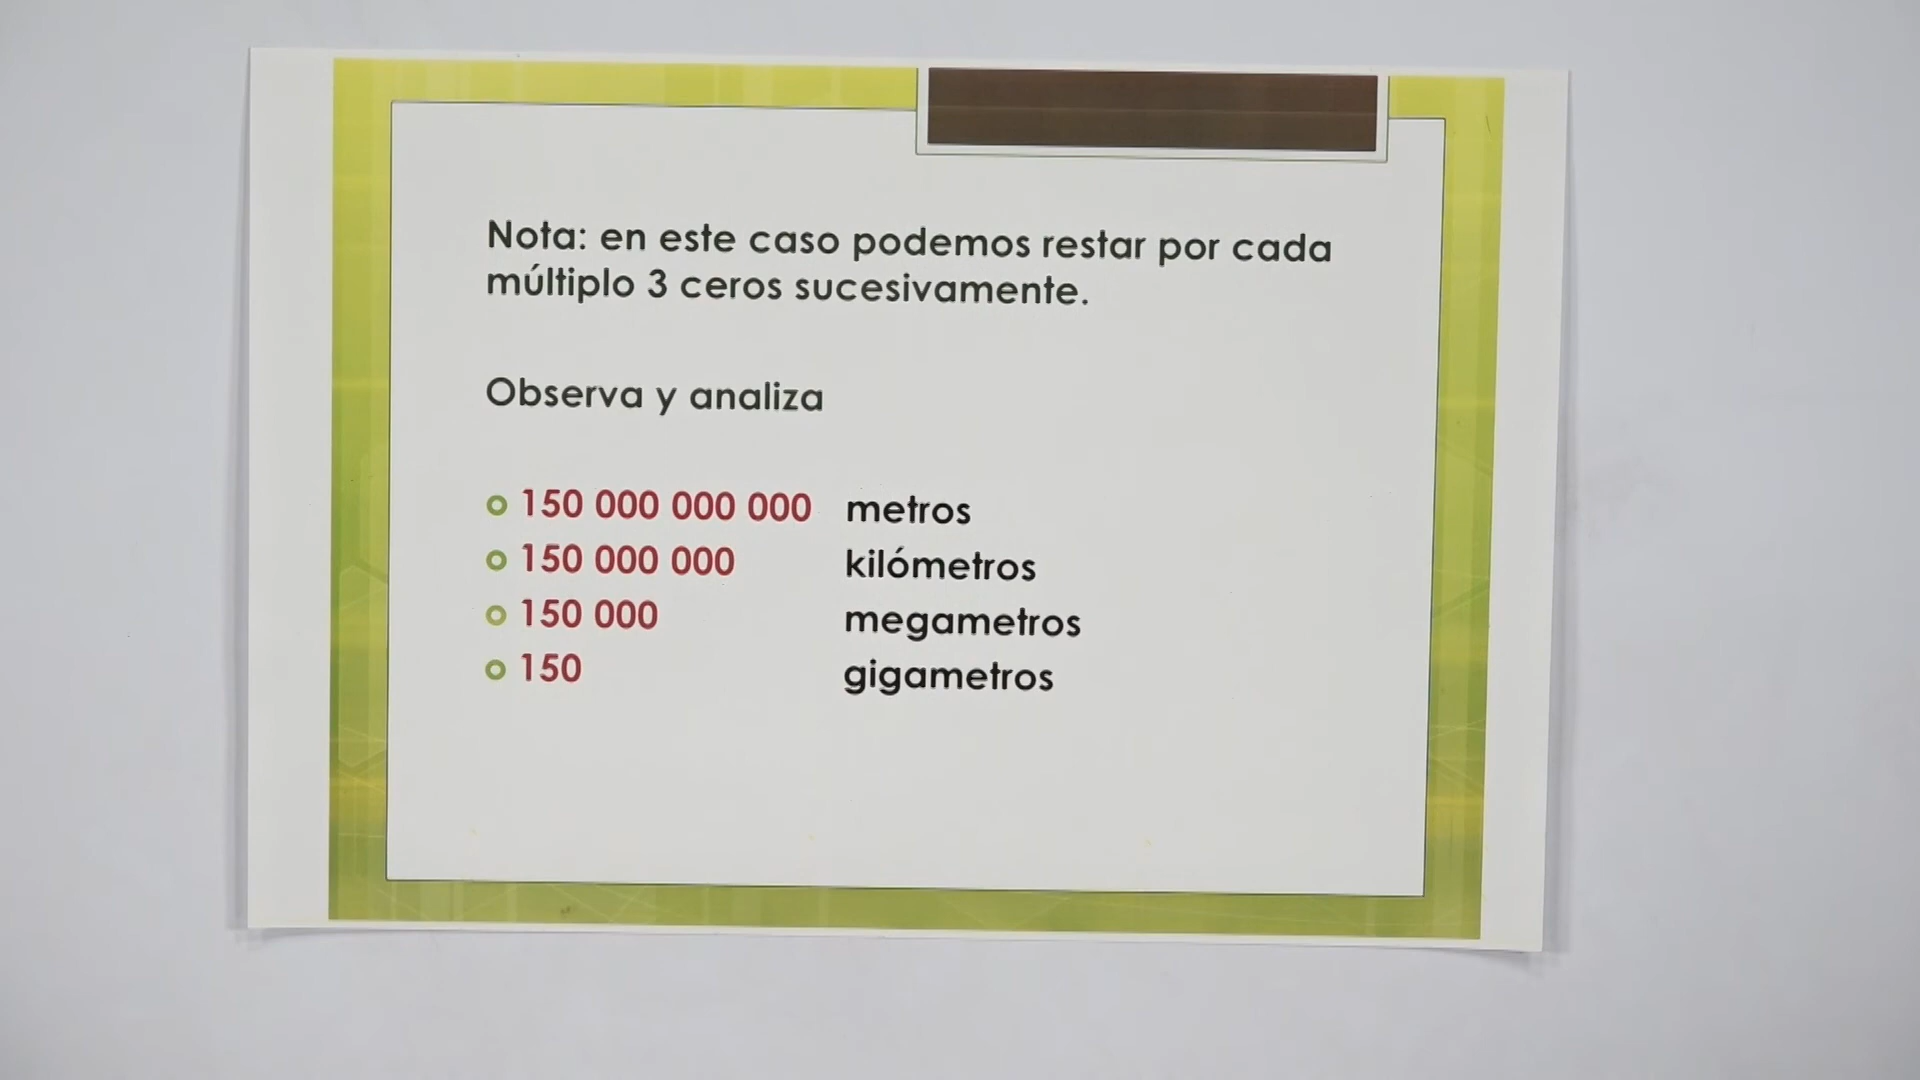 Nota: en este caso podemos restar por cada
múltiplo 3 ceros sucesivamente.
Observa y analiza
150 000 000 000 metros
150 000 000 kilómetros
150 000 megametros
150 gigametros